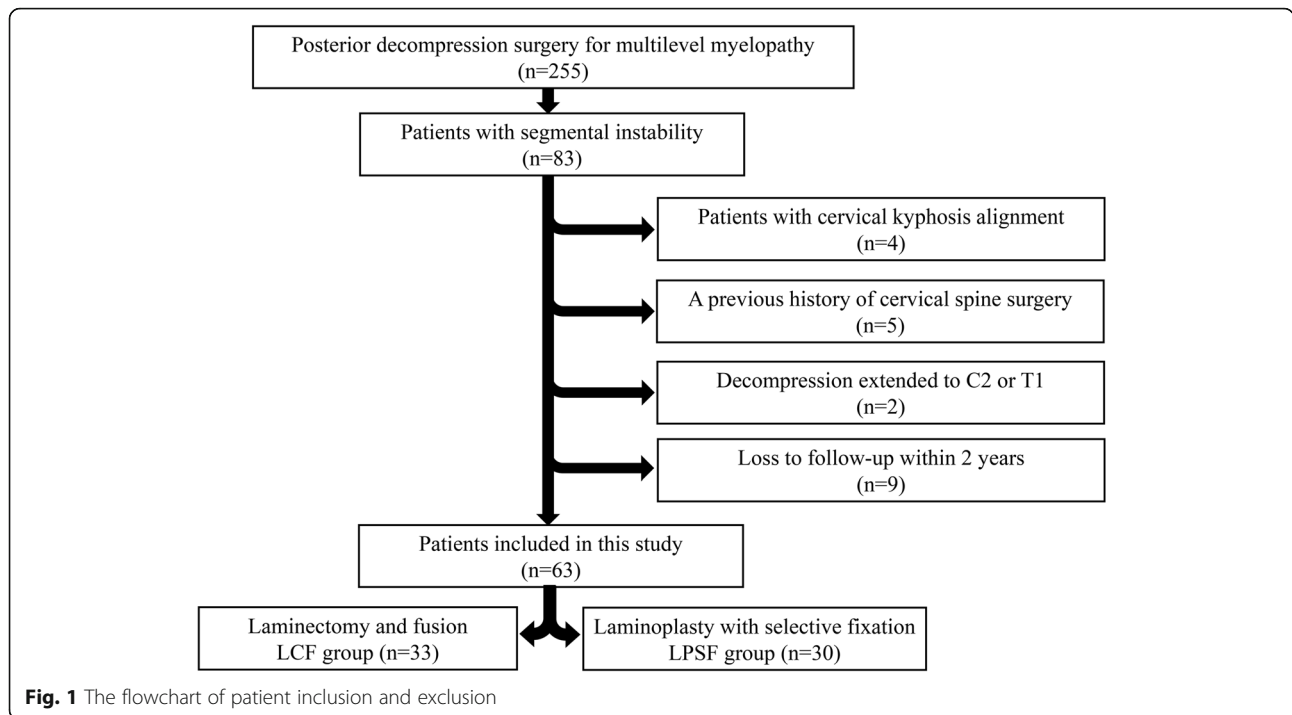 Posterior decompression surgery for multilevel myelopathy
(n=255)
Patients with segmental instability
(n=83)
Patients with cervical kyphosis alignment
(n=4)
A previous history of cervical spine surgery
(n=5)
Decompression extended to C2 or T1
(n=2)
Loss to follow-up within 2 years
(n=9)
Patients included in this study
(n=63)
Laminectomy and fusion
LCF group (n=33)
Laminoplasty with selective fixation
LPSF group (n=30)
Fig. 1 The flowchart of patient inclusion and exclusion